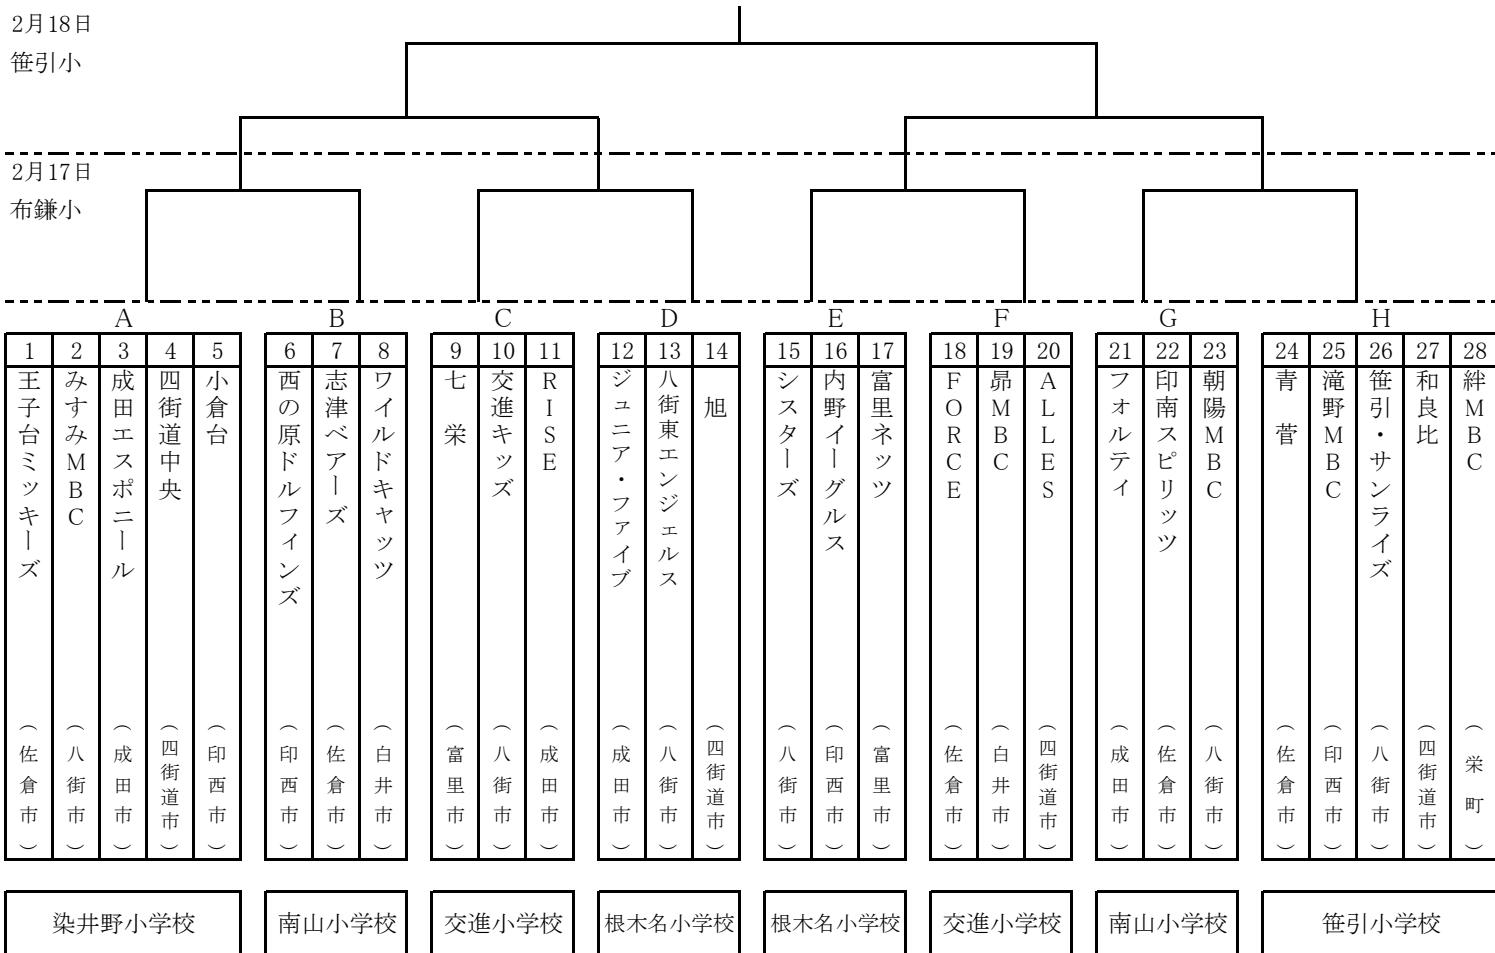 2月18日
笹引小
2月17日
布鎌小
A
B
C
D
E
F
G
H
1
2
3
4
5
6
7
8
9
10
11
12
13
14
15
16
17
18
19
20
21
22
23
24
25
26
27
28
王子台ミッキーズ
みすみMBC
成田エスポニール
四街道中央
小倉台
西の原ドルフィンズ
志津ベアーズ
ワイルドキャッツ
七栄
交進キッズ
RISE
ジュニア・ファイブ
八街東エンジェルス
旭
シスターズ
内野イーグルス
富里ネッツ
FORCE
昴MBC
ALLES
フォルティ
印南スピリッツ
朝陽MBC
青菅
滝野MBC
笹引・サンライズ
和良比
絆MBC
(佐倉市)
(八街市)
(成田市)
(四街道市)
(印西市)
(印西市)
(佐倉市)
(白井市)
(富里市)
(八街市)
(成田市)
(成田市)
(八街市)
(四街道市)
(八街市)
(印西市)
(富里市)
(佐倉市)
(白井市)
(四街道市)
(成田市)
(佐倉市)
(八街市)
(佐倉市)
(印西市)
(八街市)
(四街道市)
(栄町)
染井野小学校
南山小学校
交進小学校
根木名小学校
根木名小学校
交進小学校
南山小学校
笹引小学校